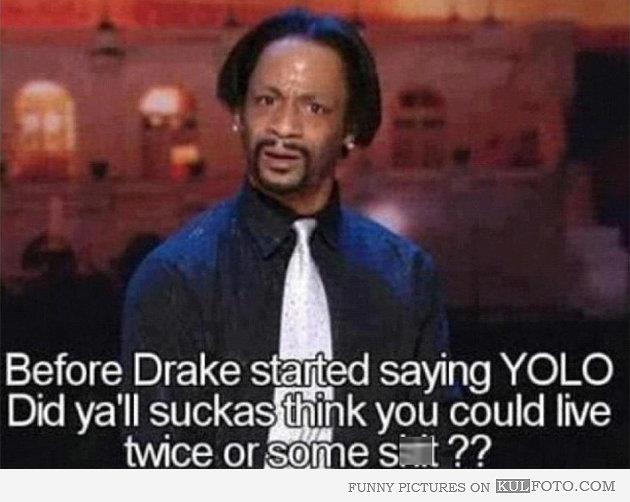 Before Drake started saying YOLO
Did ya'll suckas think you could live
twice or some s t ??
FUNNY PICTURES ON KULFOTO.COM